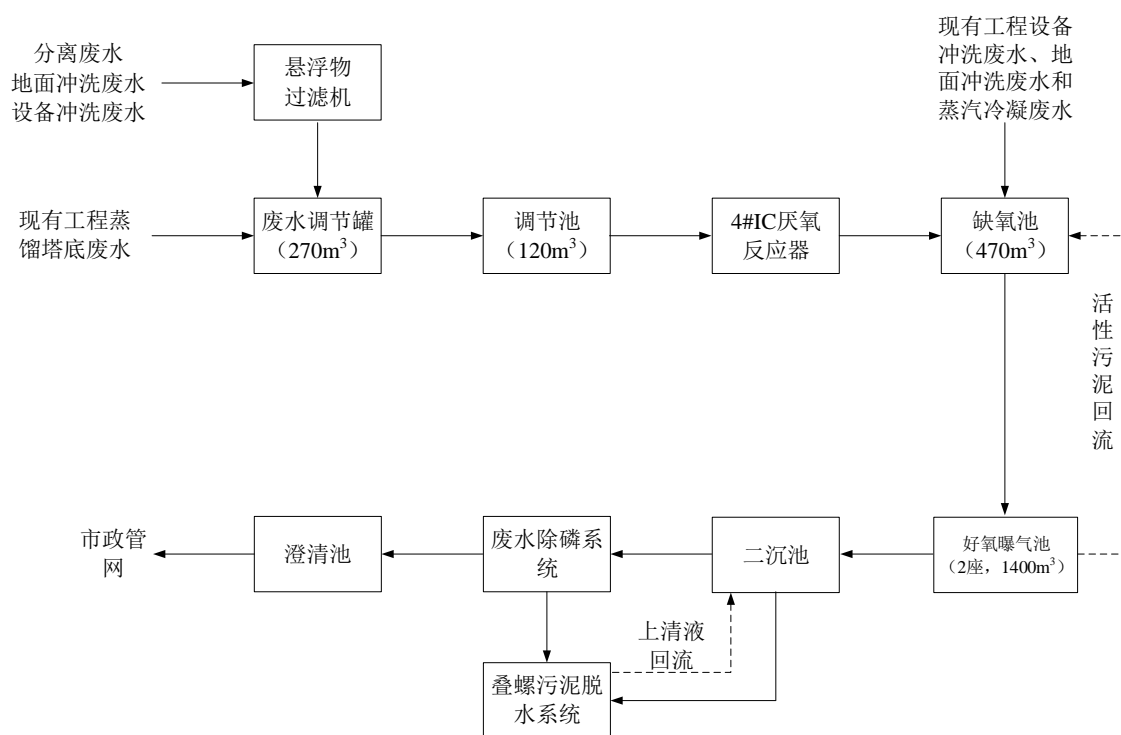 分离废水
地面冲洗废水
设备冲洗废水
悬浮物
过滤机
现有工程设备
冲洗废水、地
面冲洗废水和
蒸汽冷凝废水
现有工程蒸
馏塔底废水
废水调节罐
（270m³）
调节池
（120m³）
4#IC厌氧
反应器
缺氧池
（470m³）
活
性
污
泥
回
流
市政管
网
澄清池
废水除磷系
统
二沉池
好氧曝气池
（2座，1400m³）
上清液
回流
叠螺污泥脱
水系统